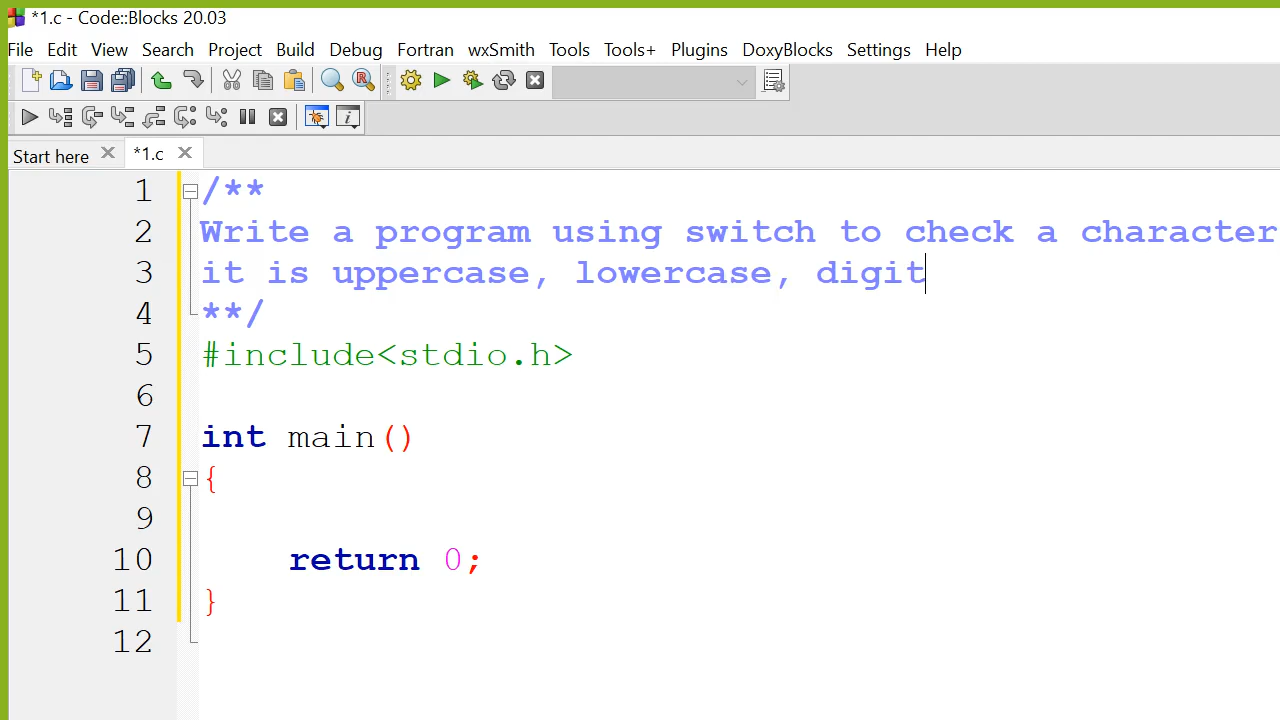 *1.c - Code::Blocks 20.03
File Edit View Search Project Build Debug Fortran wxSmith Tools Tools+ Plugins DoxyBlocks Settings Help
Start here *1.c
1 /**
2 Write a program using switch to check a character
3 it is uppercase, lowercase, digit
4 **/
5 #include<stdio.h>
6
7 int main()
8 {
9
10 return 0;
11 }
12